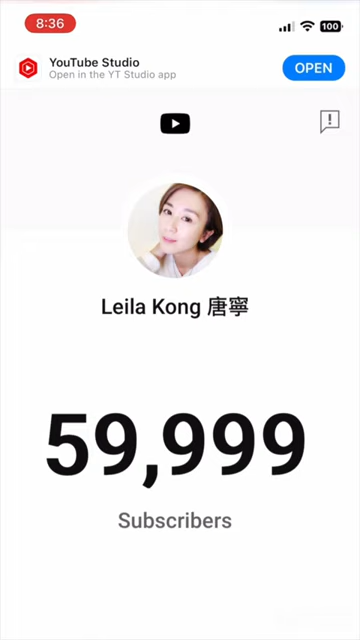 8:36
100
YouTube Studio
Open in the YT Studio app
OPEN
Leila Kong 唐寧
59,999
Subscribers